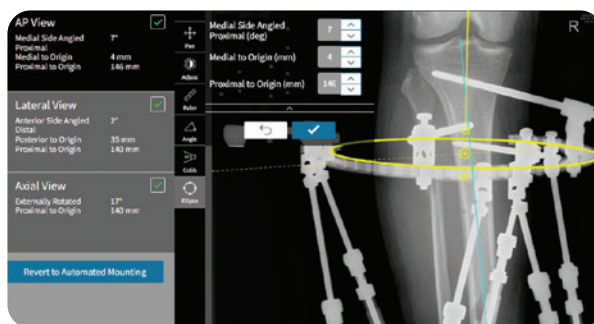 AP View
Medial Side Angled
Proximal
7°
Medial to Origin
4 mm
Proximal to Origin
146 mm
Lateral View
Anterior Side Angled
Distal
2°
Posterior to Origin
35 mm
Proximal to Origin
140 mm
Axial View
Externally Rotated
17°
Proximal to Origin
140 mm
Revert to Automated Mounting
Pan
Adjust
Ruler
Angle
Cobb
Ellipse
Medial Side Angled
Proximal (deg)
7
Medial to Origin (mm)
4
Proximal to Origin (mm)
146
R